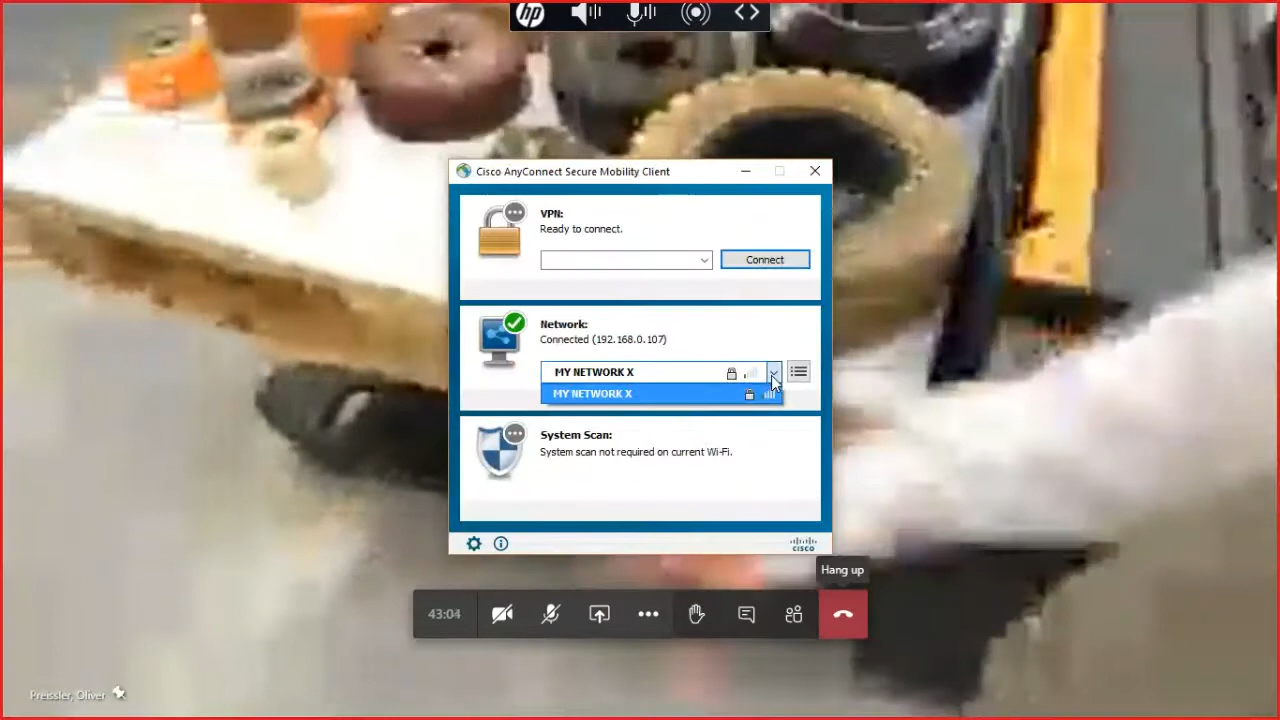 hp
Cisco AnyConnect Secure Mobility Client
VPN:
Ready to connect.
Connect
Network:
Connected (192.168.0.107)
MY NETWORK X
MY NETWORK X
System Scan:
System scan not required on current Wi-Fi.
CISCO
Hang up
43:04
Preissler, Oliver